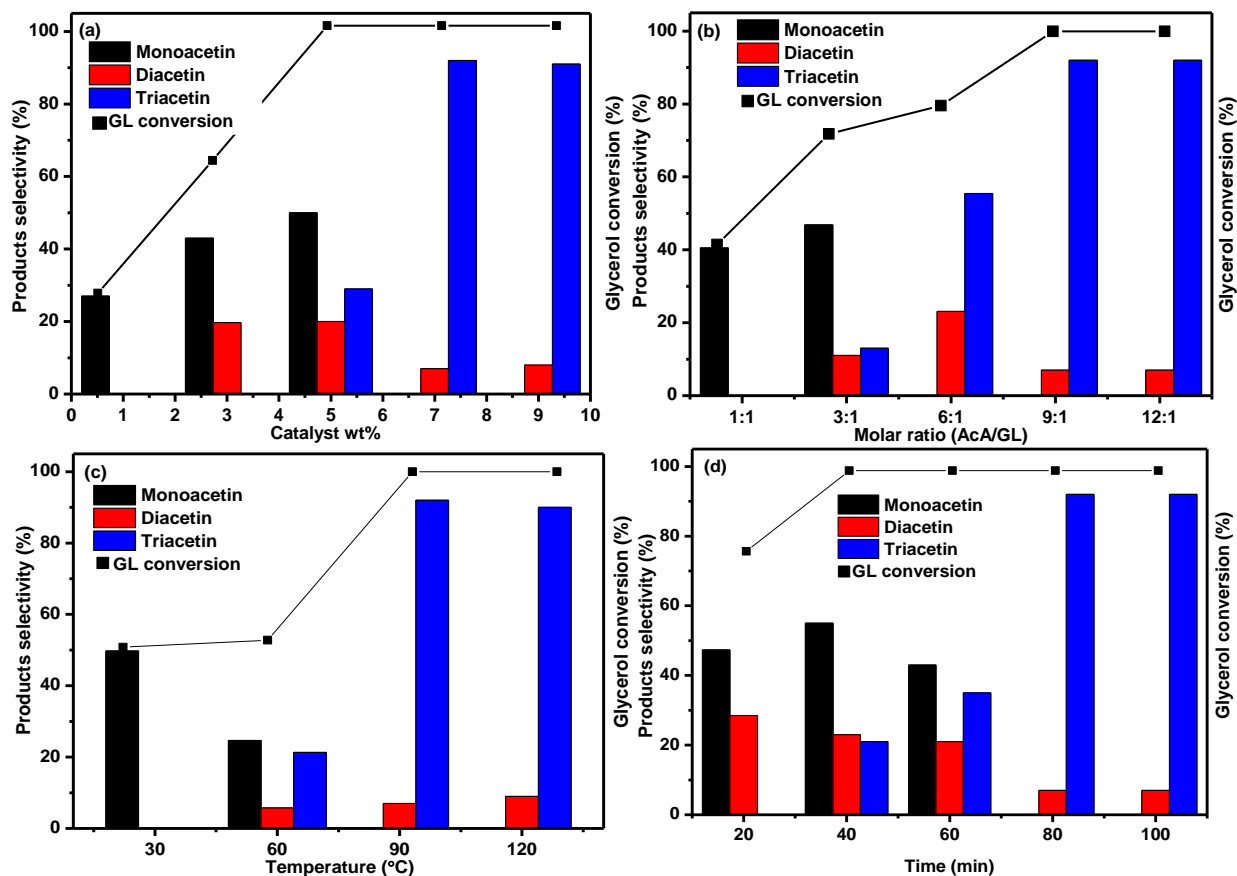 (a)
Monoacetin
Diacetin
Triacetin
GL conversion
Products selectivity (%)
Glycerol conversion (%)
100
80
60
40
20
0
0 1 2 3 4 5 6 7 8 9 10
Catalyst wt%
(b)
Monoacetin
Diacetin
Triacetin
GL conversion
Products selectivity (%)
Glycerol conversion (%)
100
80
60
40
20
0
1:1 3:1 6:1 9:1 12:1
Molar ratio (AcA/GL)
(c)
Monoacetin
Diacetin
Triacetin
GL conversion
Products selectivity (%)
Glycerol conversion (%)
100
80
60
40
20
0
30 60 90 120
Temperature (°C)
(d)
Monoacetin
Diacetin
Triacetin
GL conversion
Products selectivity (%)
Glycerol conversion (%)
100
80
60
40
20
0
20 40 60 80 100
Time (min)